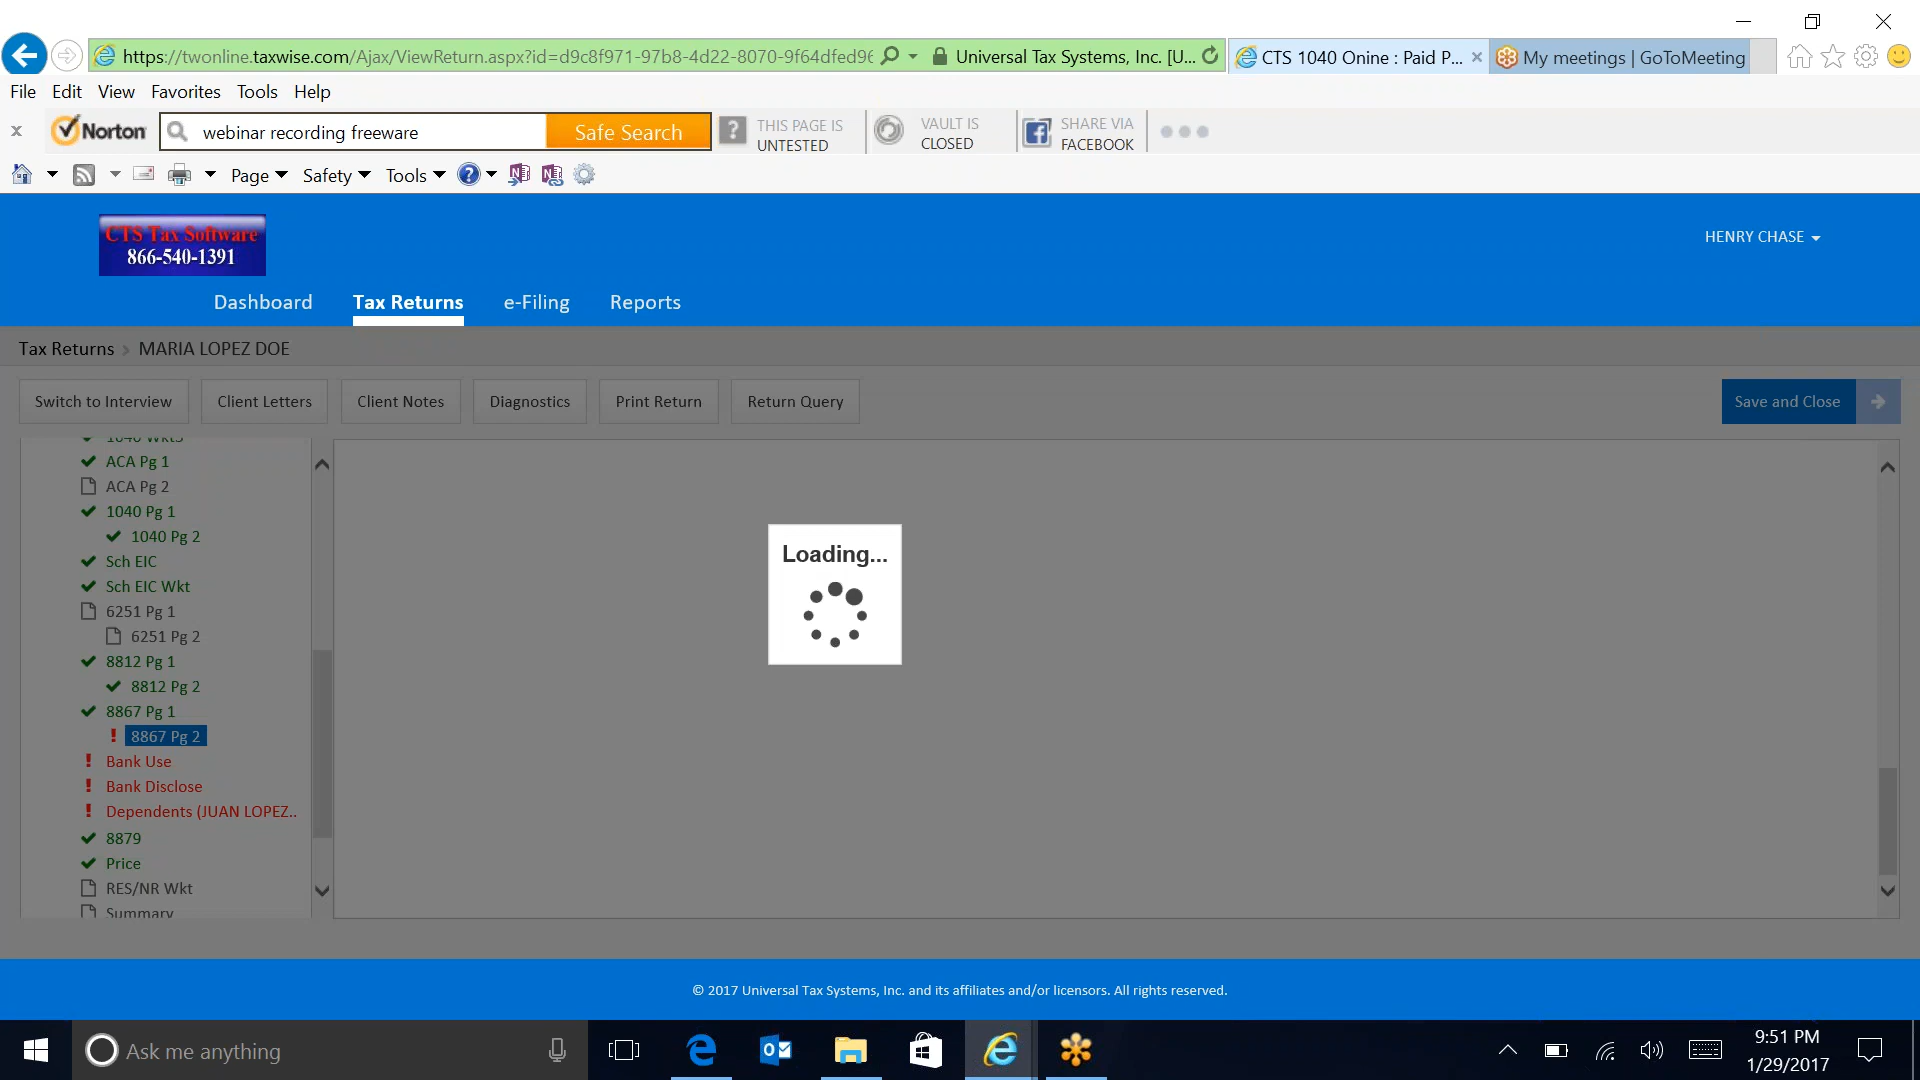 https://twonline.taxwise.com/Ajax/ViewReturn.aspx?id=d9c8f971-97b8-4d22-8070-9f64dfed96
Universal Tax Systems, Inc. [U...
CTS 1040 Onine : Paid P...
My meetings | GoToMeeting
File Edit View Favorites Tools Help
Norton
webinar recording freeware
Safe Search
THIS PAGE IS
UNTESTED
VAULT IS
CLOSED
SHARE VIA
FACEBOOK
Page Safety Tools
CTS Tax Software
866-540-1391
HENRY CHASE
Dashboard Tax Returns e-Filing Reports
Tax Returns > MARIA LOPEZ DOE
Switch to Interview Client Letters Client Notes Diagnostics Print Return Return Query Save and Close
1040 Wkt3
ACA Pg 1
ACA Pg 2
1040 Pg 1
1040 Pg 2
Sch EIC
Sch EIC Wkt
6251 Pg 1
6251 Pg 2
8812 Pg 1
8812 Pg 2
8867 Pg 1
! 8867 Pg 2
! Bank Use
! Bank Disclose
! Dependents (JUAN LOPEZ..
8879
Price
RES/NR Wkt
Summary
Loading...
© 2017 Universal Tax Systems, Inc. and its affiliates and/or licensors. All rights reserved.
Ask me anything
9:51 PM
1/29/2017